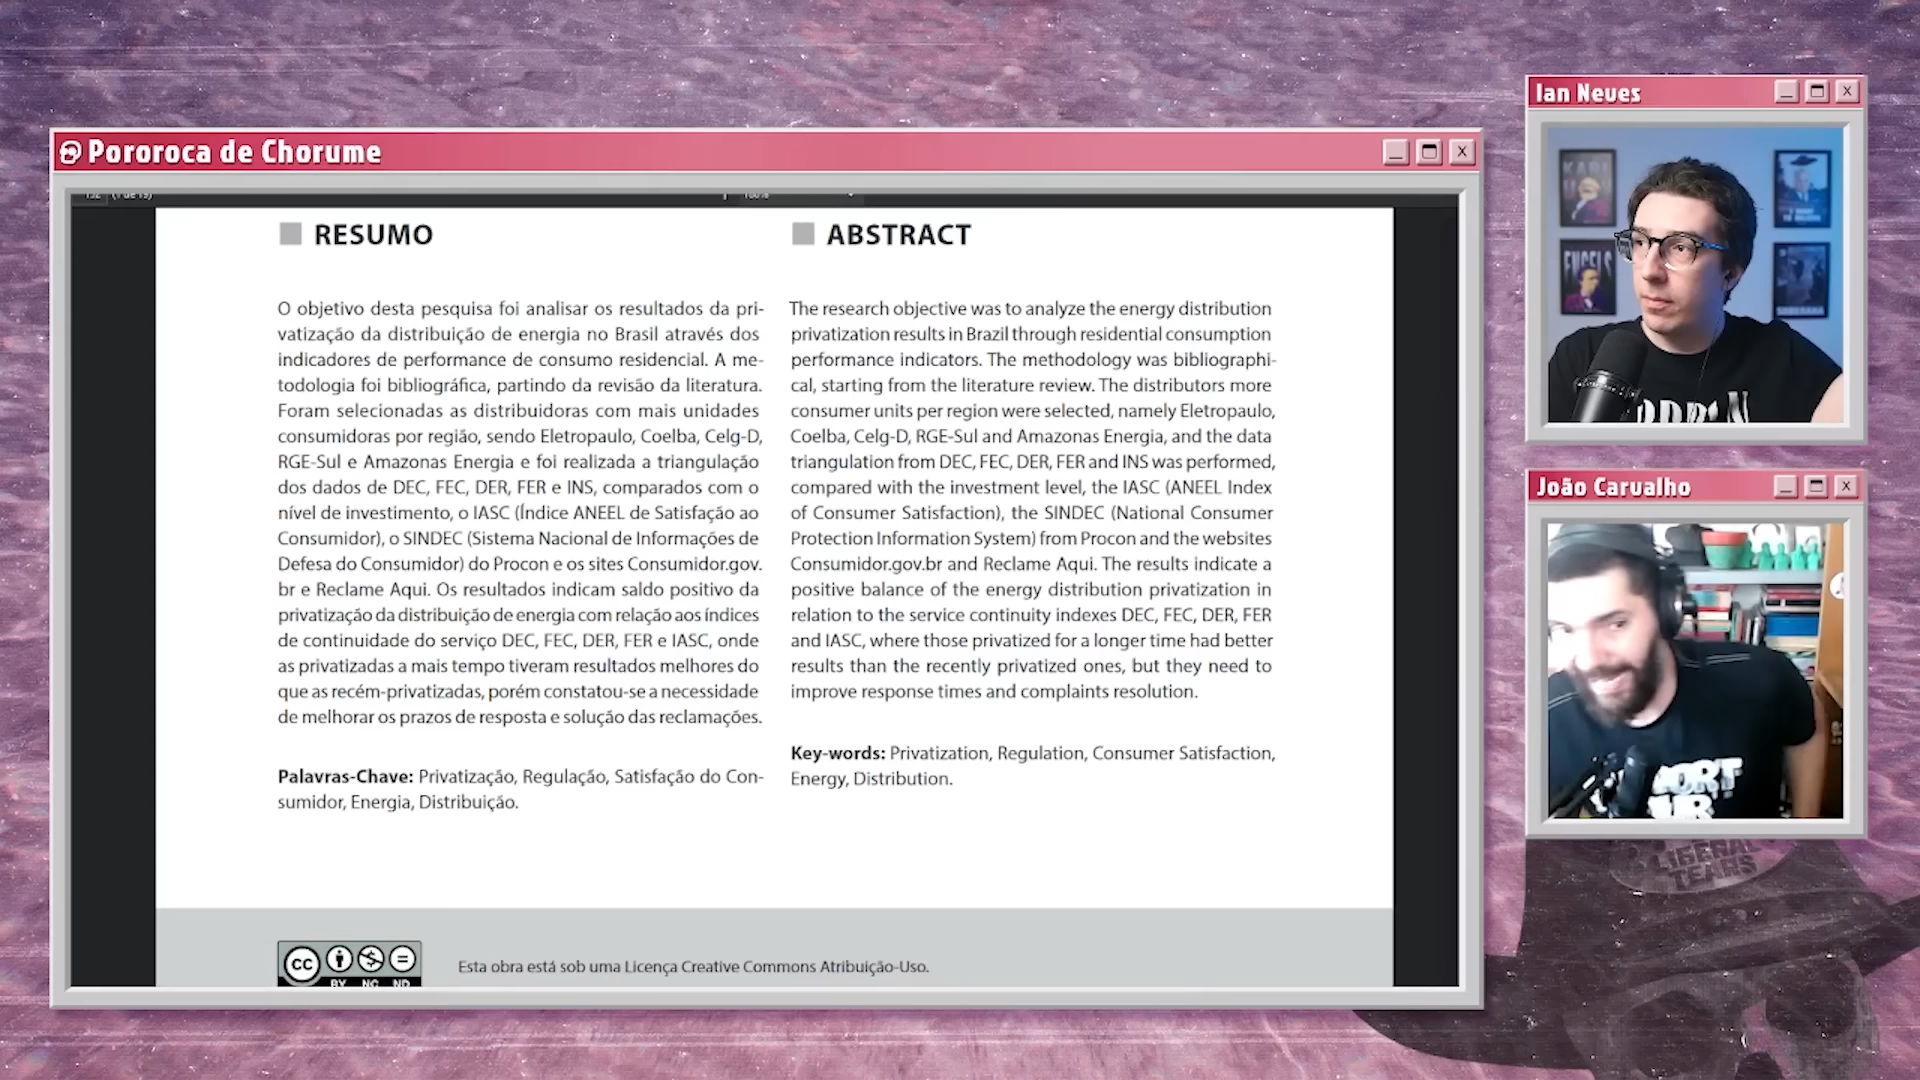 Pororoca de Chorume
RESUMO
O objetivo desta pesquisa foi analisar os resultados da pri-
vatização da distribuição de energia no Brasil através dos
indicadores de performance de consumo residencial. A me-
todologia foi bibliográfica, partindo da revisão da literatura.
Foram selecionadas as distribuidoras com mais unidades
consumidoras por região, sendo Eletropaulo, Coelba, Celg-D,
RGE-Sul e Amazonas Energia e foi realizada a triangulação
dos dados de DEC, FEC, DER, FER e INS, comparados com o
nível de investimento, o IASC (Índice ANEEL de Satisfação ao
Consumidor), o SINDEC (Sistema Nacional de Informações de
Defesa do Consumidor) do Procon e os sites Consumidor.gov.
br e Reclame Aqui. Os resultados indicam saldo positivo da
privatização da distribuição de energia com relação aos índices
de continuidade do serviço DEC, FEC, DER, FER e IASC, onde
as privatizadas a mais tempo tiveram resultados melhores do
que as recém-privatizadas, porém constatou-se a necessidade
de melhorar os prazos de resposta e solução das reclamações.
Palavras-Chave: Privatização, Regulação, Satisfação do Con-
sumidor, Energia, Distribuição.
ABSTRACT
The research objective was to analyze the energy distribution
privatization results in Brazil through residential consumption
performance indicators. The methodology was bibliographi-
cal, starting from the literature review. The distributors more
consumer units per region were selected, namely Eletropaulo,
Coelba, Celg-D, RGE-Sul and Amazonas Energia, and the data
triangulation from DEC, FEC, DER, FER and INS was performed,
compared with the investment level, the IASC (ANEEL Index
of Consumer Satisfaction), the SINDEC (National Consumer
Protection Information System) from Procon and the websites
Consumidor.gov.br and Reclame Aqui. The results indicate a
positive balance of the energy distribution privatization in
relation to the service continuity indexes DEC, FEC, DER, FER
and IASC, where those privatized for a longer time had better
results than the recently privatized ones, but they need to
improve response times and complaints resolution.
Key-words: Privatization, Regulation, Consumer Satisfaction,
Energy, Distribution.
cc
BY NC ND
Esta obra está sob uma Licença Creative Commons Atribuição-Uso.
Ian Neves
KARL
ENGELS
SOBERANA
João Carvalho
LIBERAL
TEARS